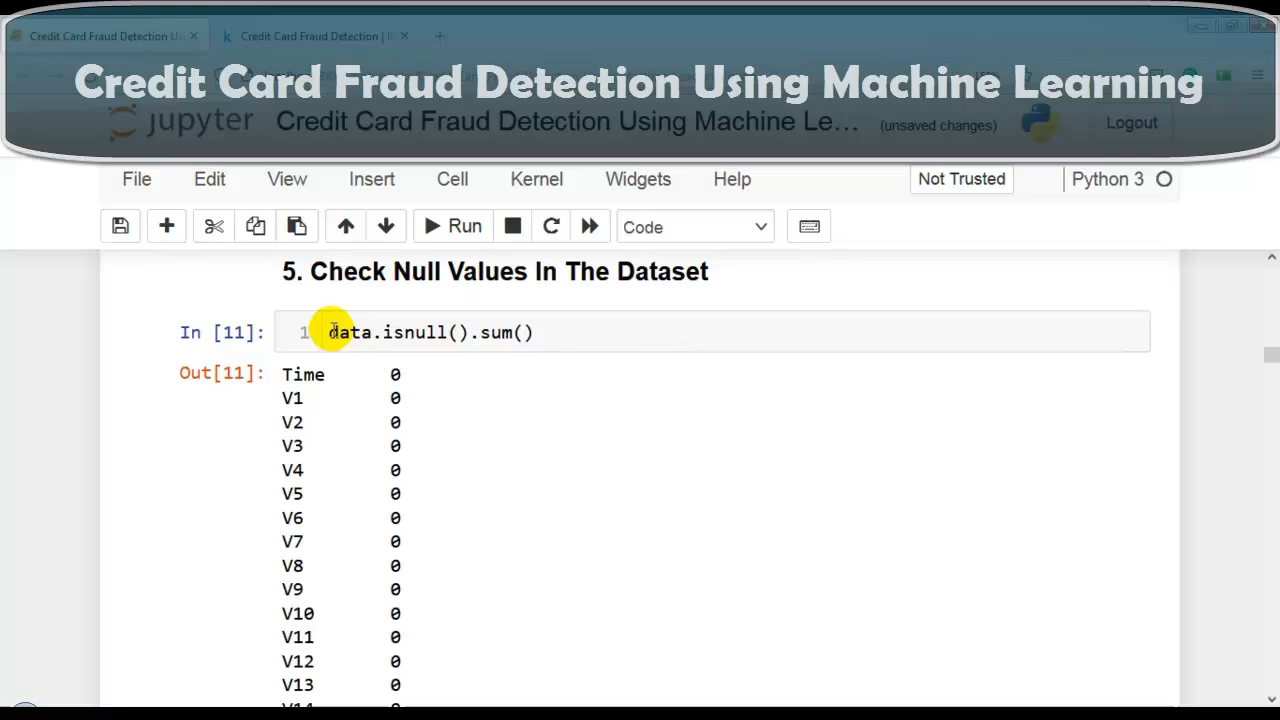 Credit Card Fraud Detection U
Credit Card Fraud Detection |
Credit Card Fraud Detection Using Machine Learning
jupyter Credit Card Fraud Detection Using Machine Le... (unsaved changes) Logout
File Edit View Insert Cell Kernel Widgets Help Not Trusted Python 3
Run Code
5. Check Null Values In The Dataset
In [11]: 1 data.isnull().sum()
Out[11]: Time 0
V1 0
V2 0
V3 0
V4 0
V5 0
V6 0
V7 0
V8 0
V9 0
V10 0
V11 0
V12 0
V13 0